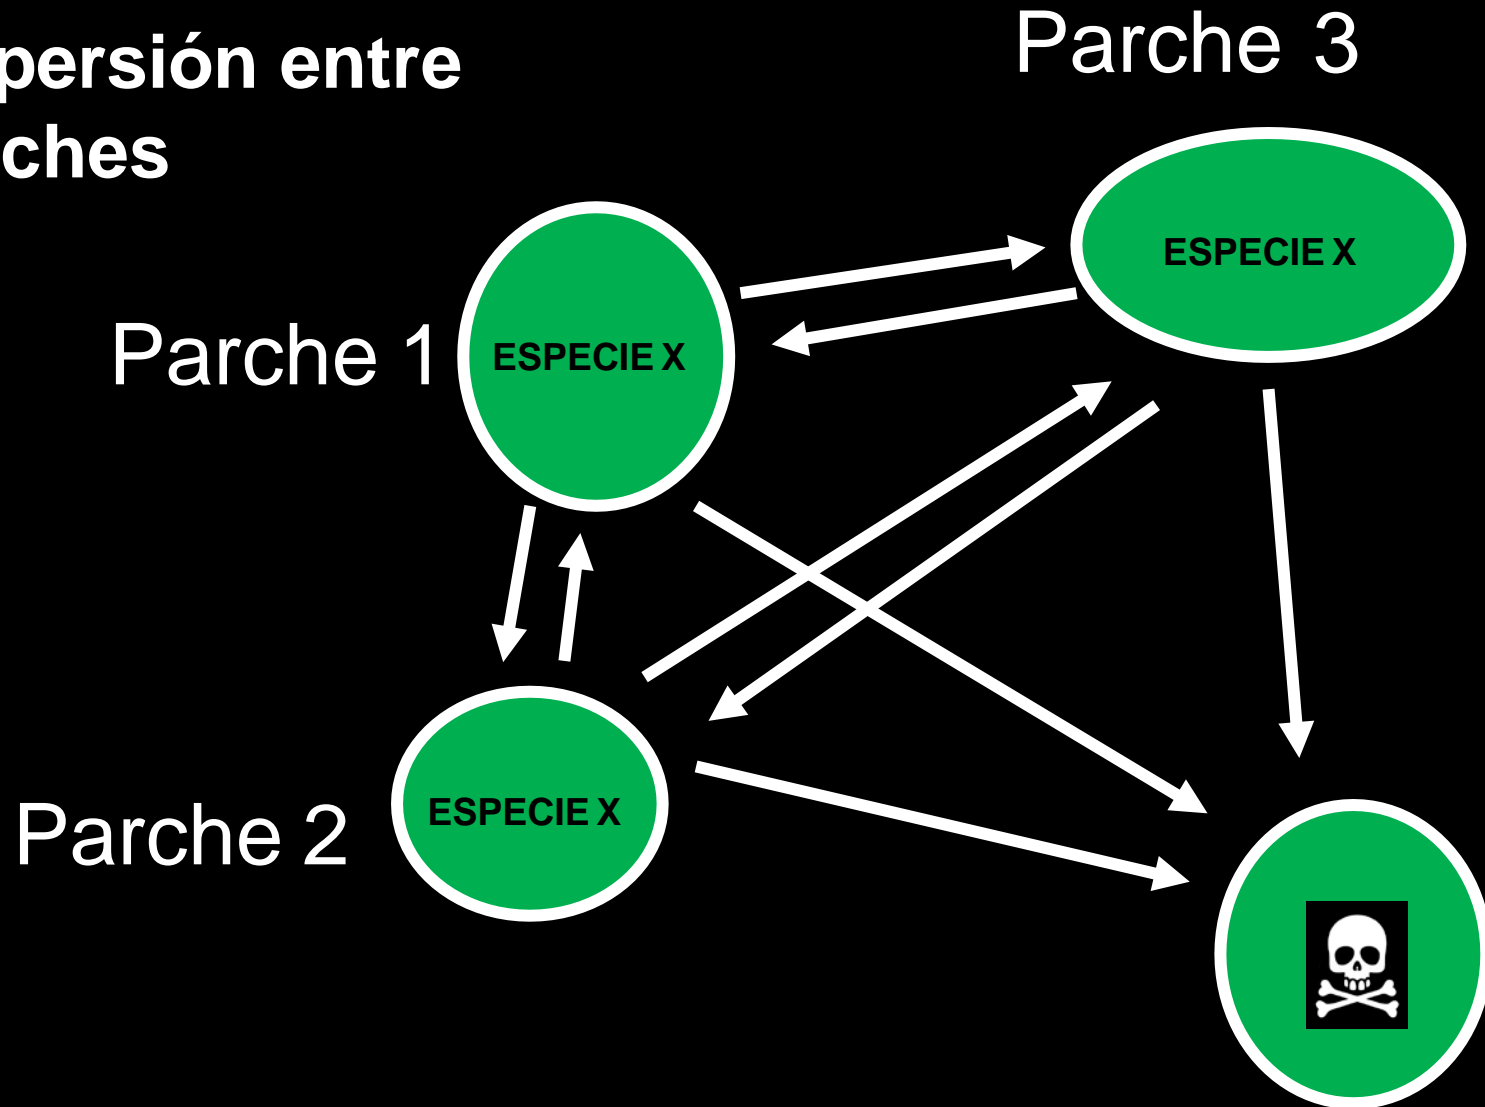 persión entre
ches
Parche 3
ESPECIE X
Parche 1
ESPECIE X
Parche 2
ESPECIE X